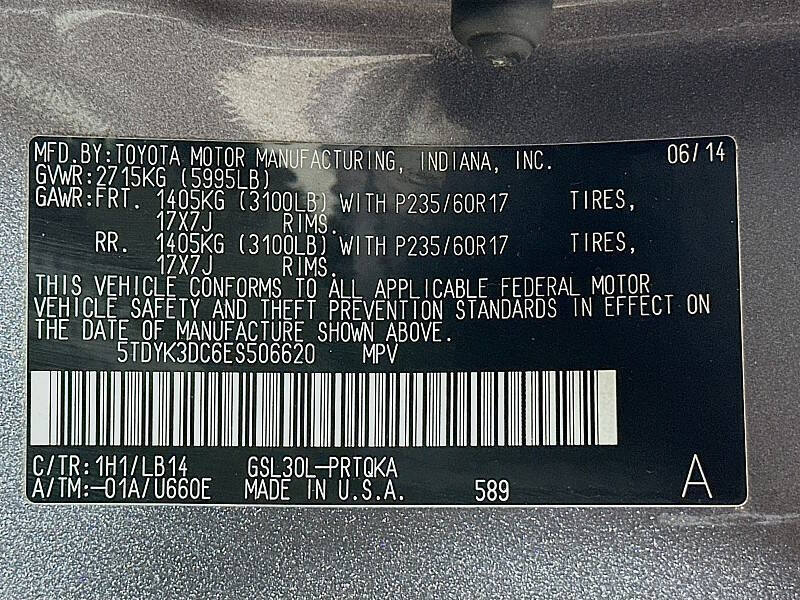 MFD.BY:TOYOTA MOTOR MANUFACTURING, INDIANA, INC. 06/14
GVWR:2715KG (5995LB)
GAWR:FRT. 1405KG (3100LB) WITH P235/60R17 TIRES,
17X7J RIMS.
RR. 1405KG (3100LB) WITH P235/60R17 TIRES,
17X7J RIMS.
THIS VEHICLE CONFORMS TO ALL APPLICABLE FEDERAL MOTOR
VEHICLE SAFETY AND THEFT PREVENTION STANDARDS IN EFFECT ON
THE DATE OF MANUFACTURE SHOWN ABOVE.
5TDYK3DC6ES506620 MPV
C/TR:1H1/LB14 GSL30L-PRTQKA
A/TM:-01A/U660E MADE IN U.S.A. 589 A